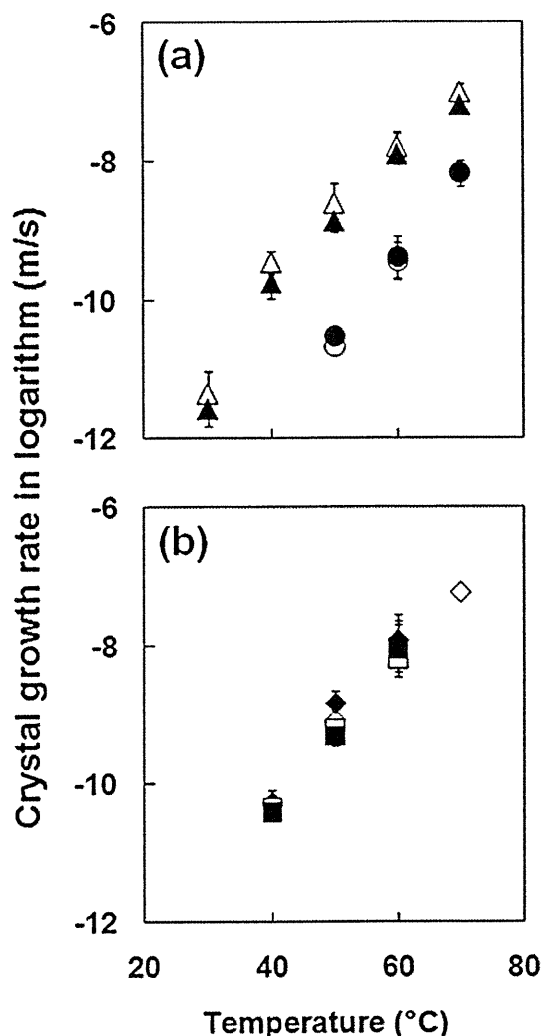 -6
(a)
-8
-10
-12
Crystal growth rate in logarithm (m/s)
-6
(b)
-8
-10
-12
20 40 60 80
Temperature (°C)